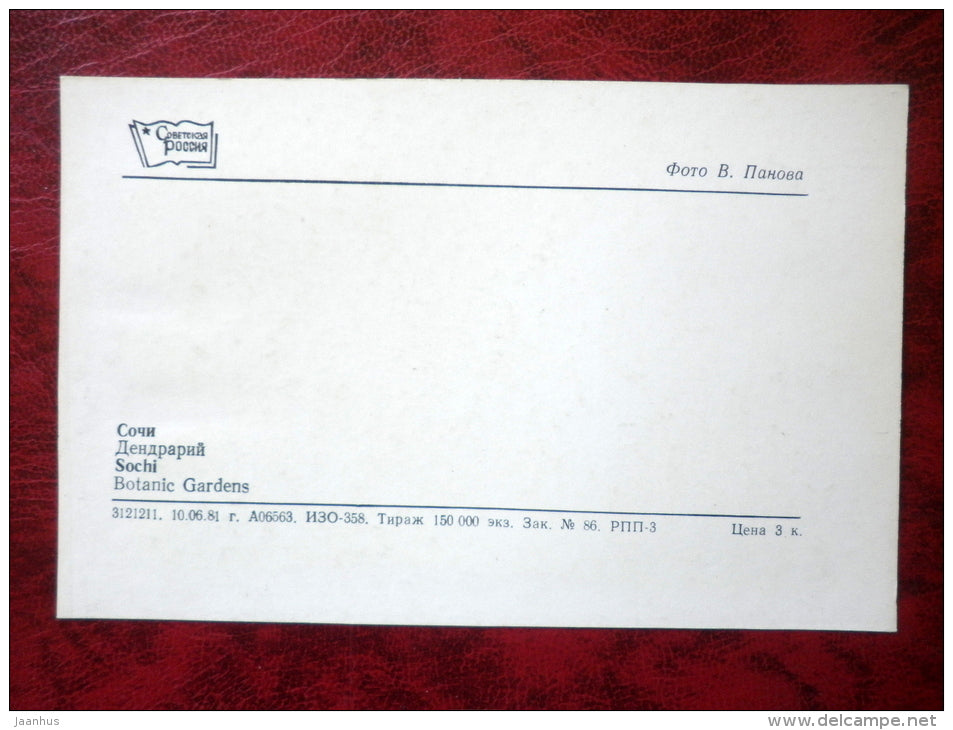 Советская
Россия
Фото В. Панова
Сочи
Дендрарий
Sochi
Botanic Gardens
3121211. 10.06.81 г. А06563. ИЗО-358. Тираж 150 000 экз. Зак. № 86. РПП-3 Цена 3 к.
jaanhus
www.delcampe.net